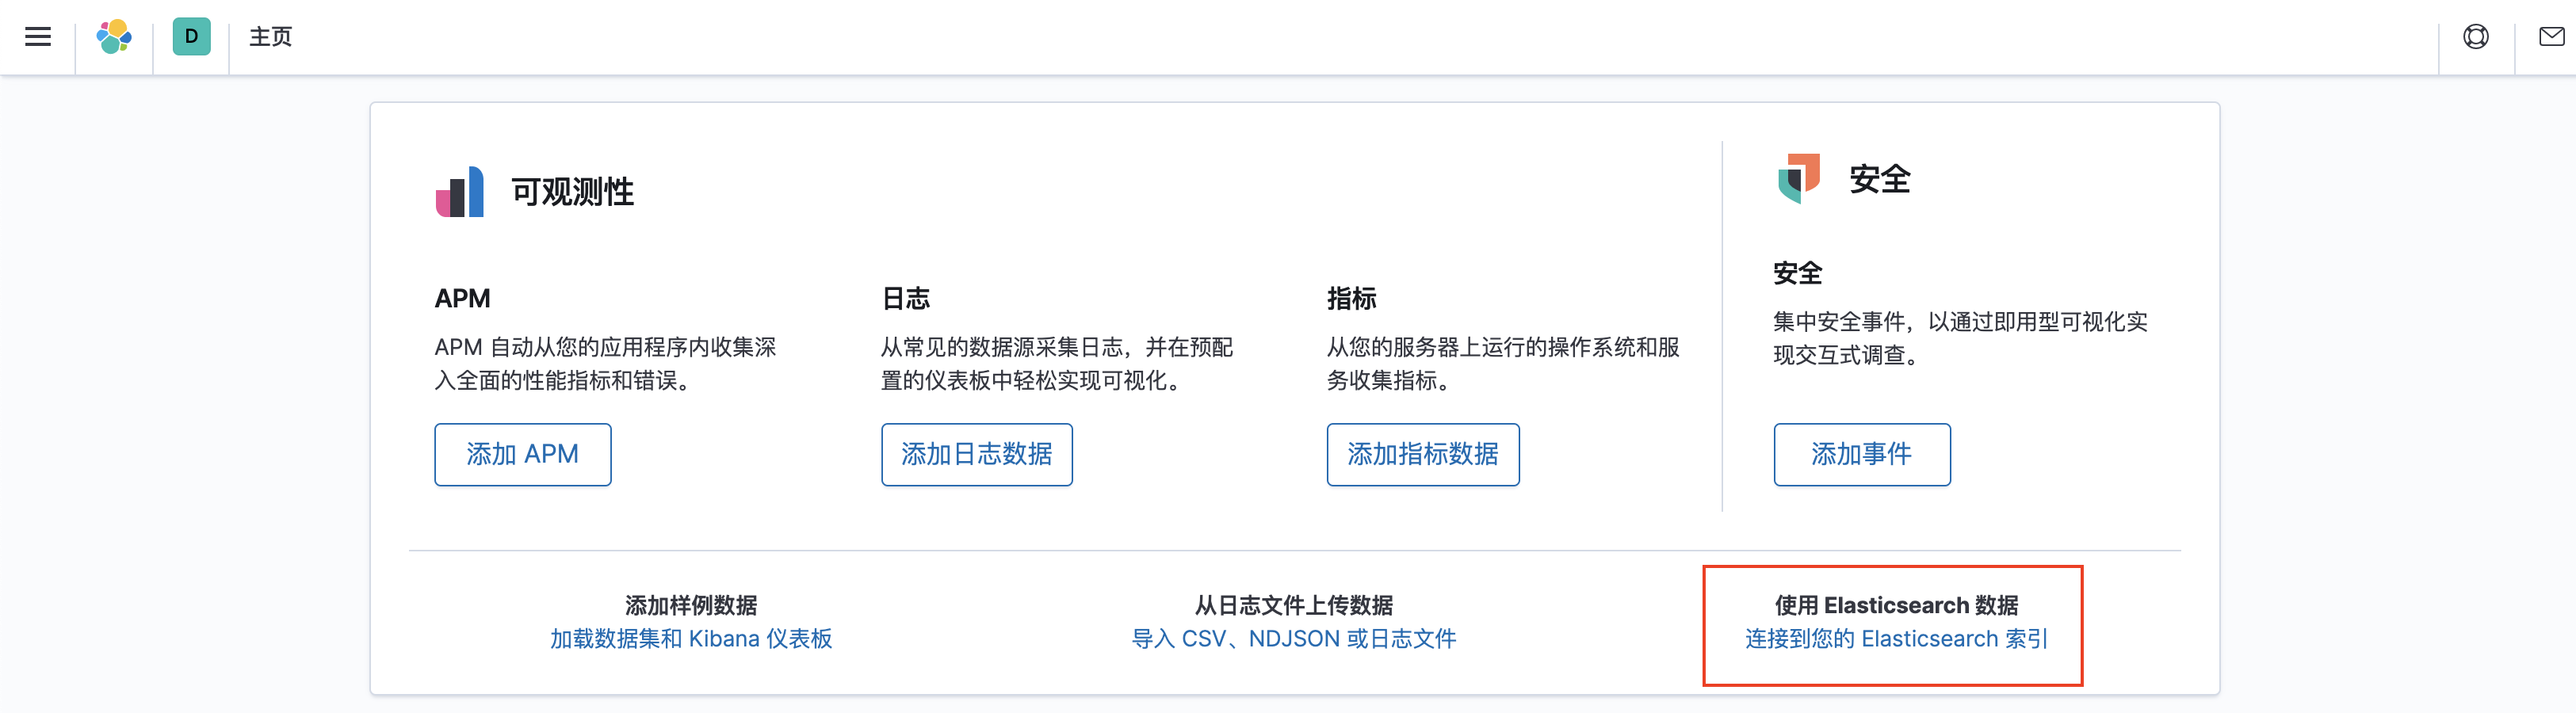 D
主页
可观测性
APM
APM 自动从您的应用程序内收集深
入全面的性能指标和错误。
添加 APM
日志
从常见的数据源采集日志，并在预配
置的仪表板中轻松实现可视化。
添加日志数据
指标
从您的服务器上运行的操作系统和服
务收集指标。
添加指标数据
安全
安全
集中安全事件，以通过即用型可视化实
现交互式调查。
添加事件
添加样例数据
加载数据集和 Kibana 仪表板
从日志文件上传数据
导入 CSV、NDJSON 或日志文件
使用 Elasticsearch 数据
连接到您的 Elasticsearch 索引